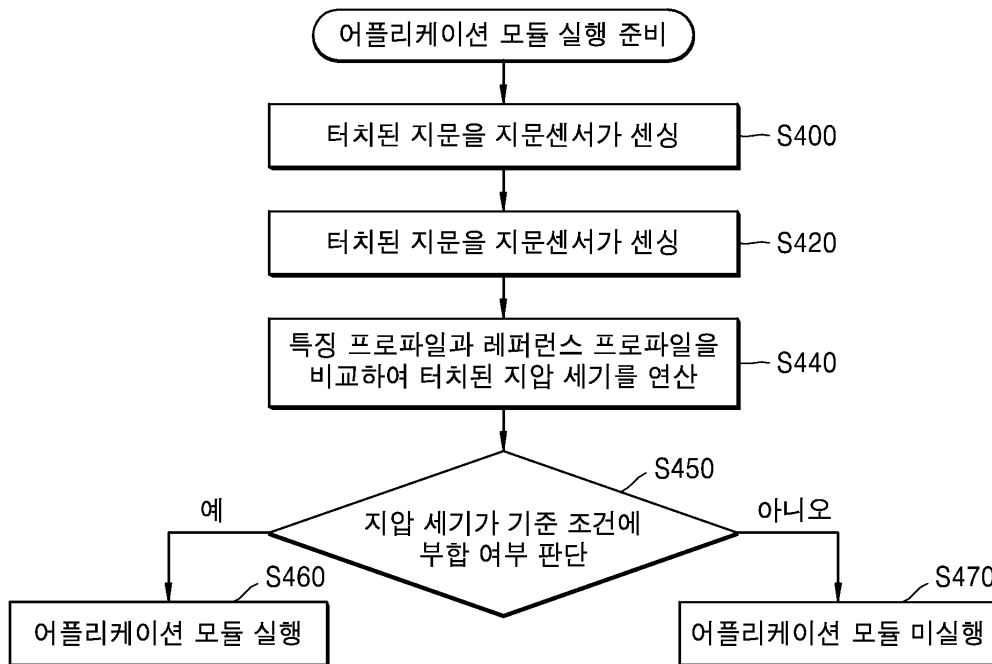 어플리케이션 모듈 실행 준비
터치된 지문을 지문센서가 센싱
S400
터치된 지문을 지문센서가 센싱
S420
특징 프로파일과 레퍼런스 프로파일을
비교하여 터치된 지압 세기를 연산
S440
S450
지압 세기가 기준 조건에
부합 여부 판단
예
아니오
S460
어플리케이션 모듈 실행
S470
어플리케이션 모듈 미실행